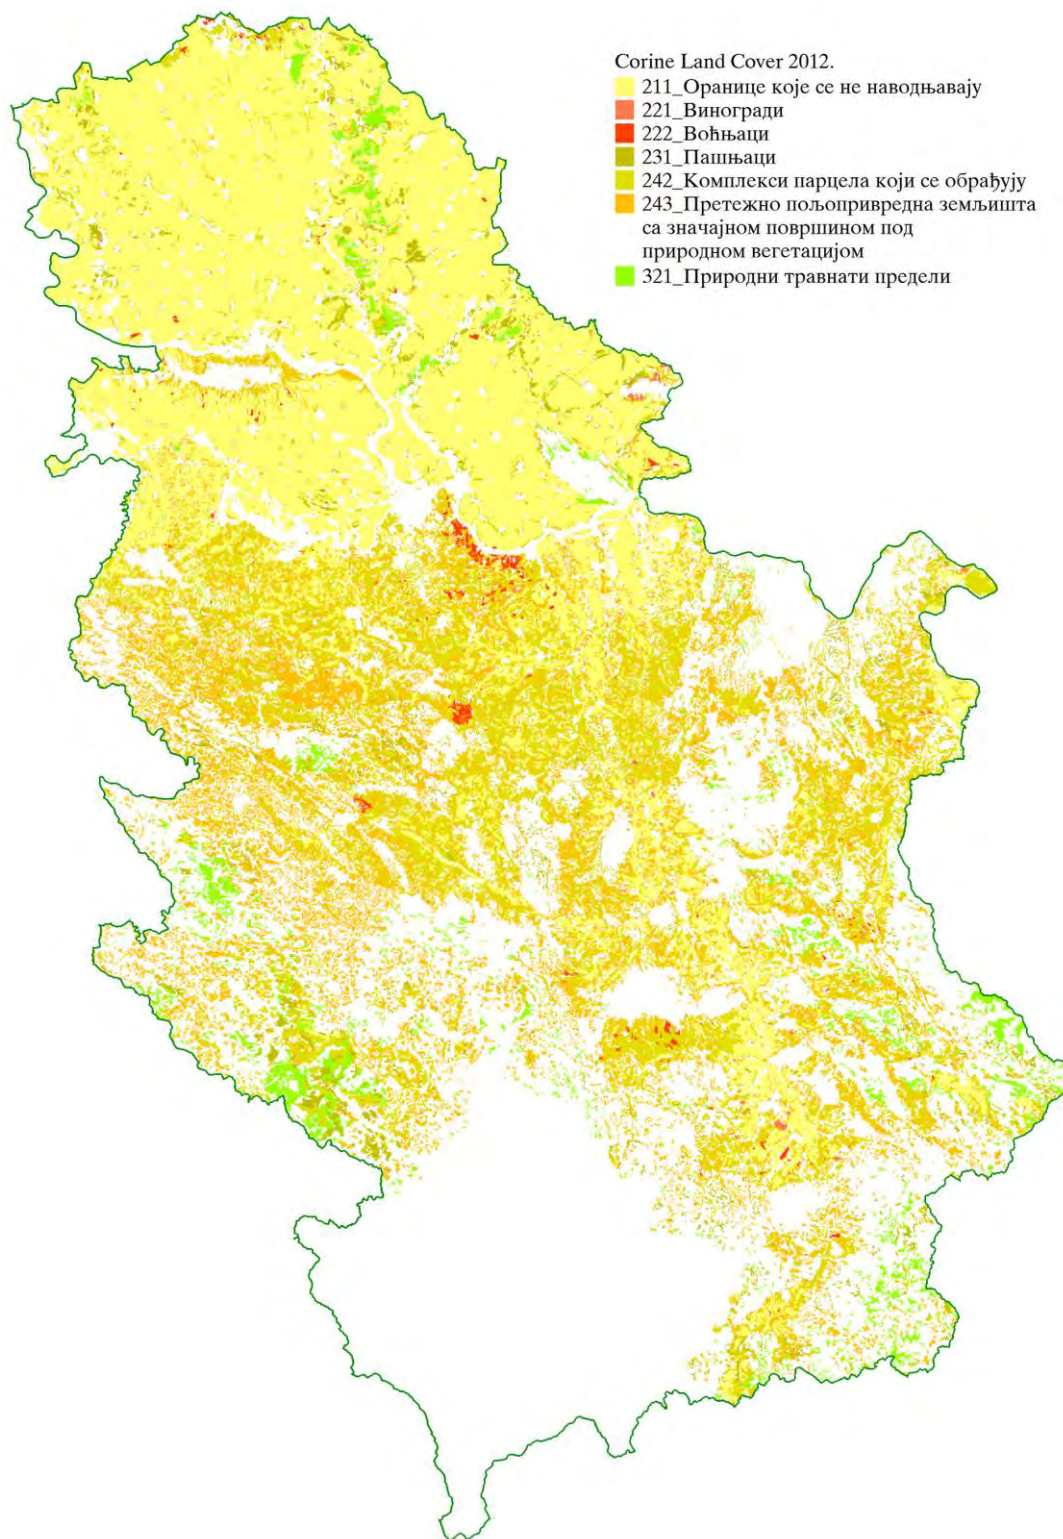 Corine Land Cover 2012.
211_Оранице које се не наводњавају
221_Виногради
222_Воћњаци
231_Пашњаци
242_Комплекси парцела који се обрађују
243_Претежно пољопривредна земљишта
са значајном површином под
природном вегетацијом
321_Природни травнати предели